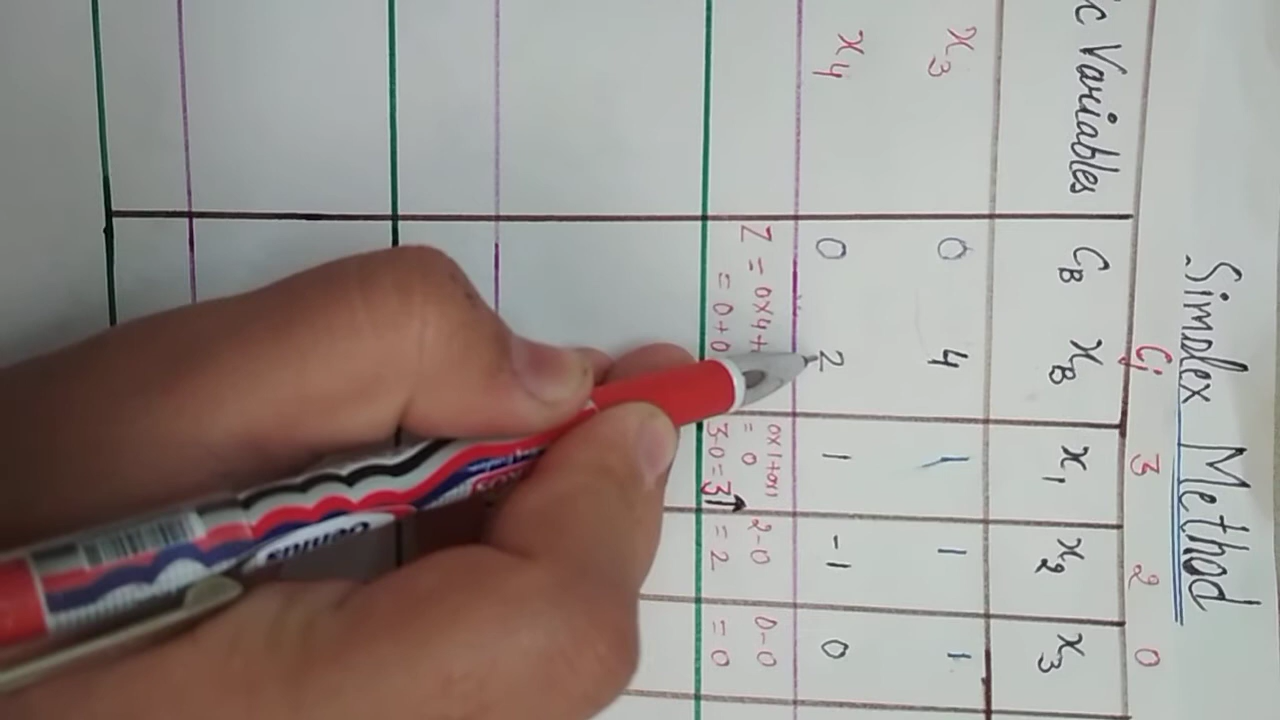 Simplex Method
Cj 3 2 0
c Variables CB xB x1 x2 x3
x3 0 4 1 1 1
x4 0 2 1 -1 0
Z = 0x4+ 0x1+0x1 2-0 0-0
= 0+0 = 0 = 2 = 0
3-0=3↑